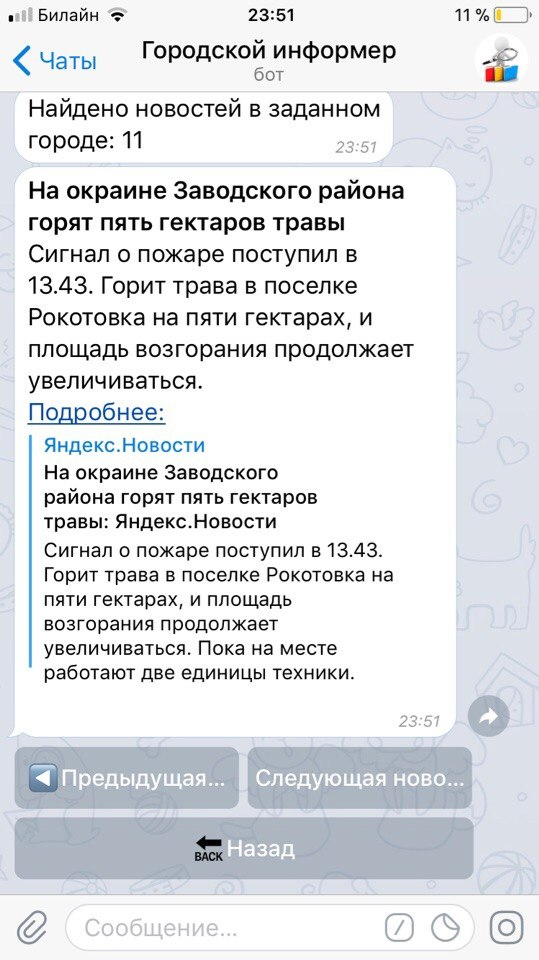 Билайн 23:51 11 %
Чаты
Городской информер
бот
Найдено новостей в заданном
городе: 11
23:51
На окраине Заводского района
горят пять гектаров травы
Сигнал о пожаре поступил в
13.43. Горит трава в поселке
Рокотовка на пяти гектарах, и
площадь возгорания продолжает
увеличиваться.
Подробнее:
Яндекс.Новости
На окраине Заводского
района горят пять гектаров
травы: Яндекс.Новости
Сигнал о пожаре поступил в 13.43.
Горит трава в поселке Рокотовка на
пяти гектарах, и площадь
возгорания продолжает
увеличиваться. Пока на месте
работают две единицы техники.
23:51
Предыдущая... Следующая ново...
BACK Назад
Сообщение...